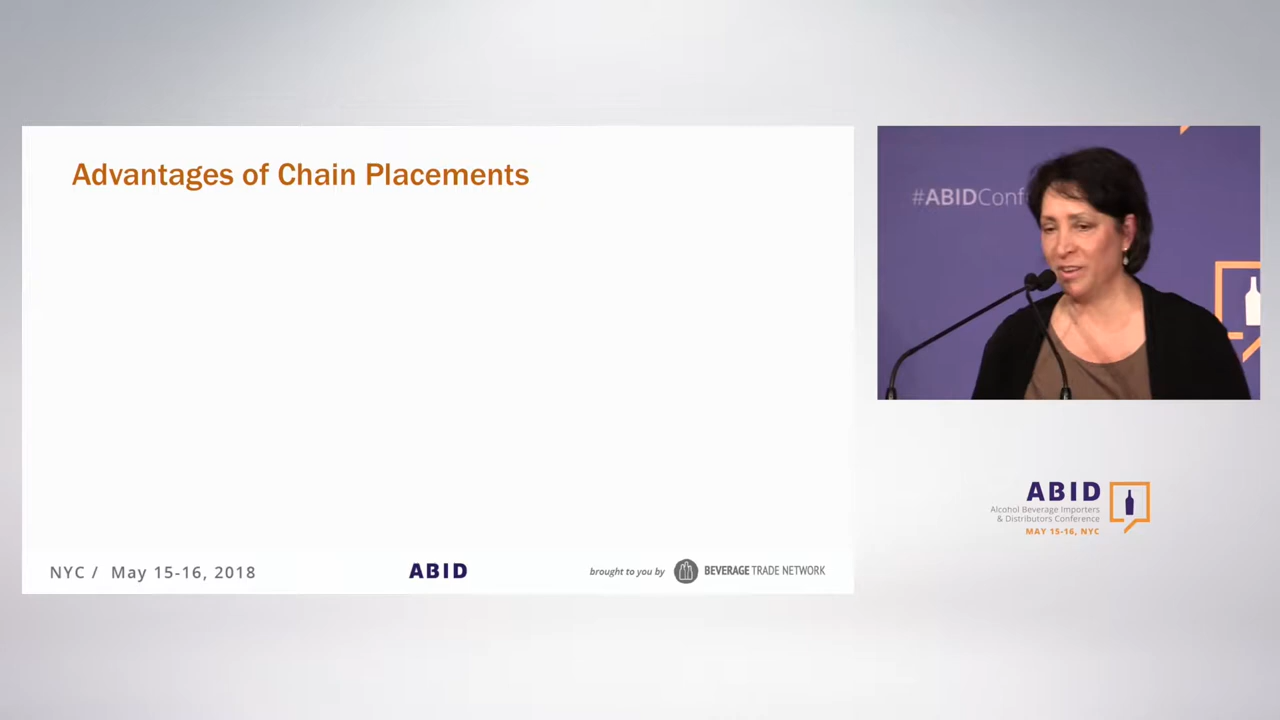 Advantages of Chain Placements
#ABIDConf
NYC / May 15-16, 2018
ABID
brought to you by BEVERAGE TRADE NETWORK
ABID
Alcohol Beverage Importers
& Distributors Conference
MAY 15-16, NYC